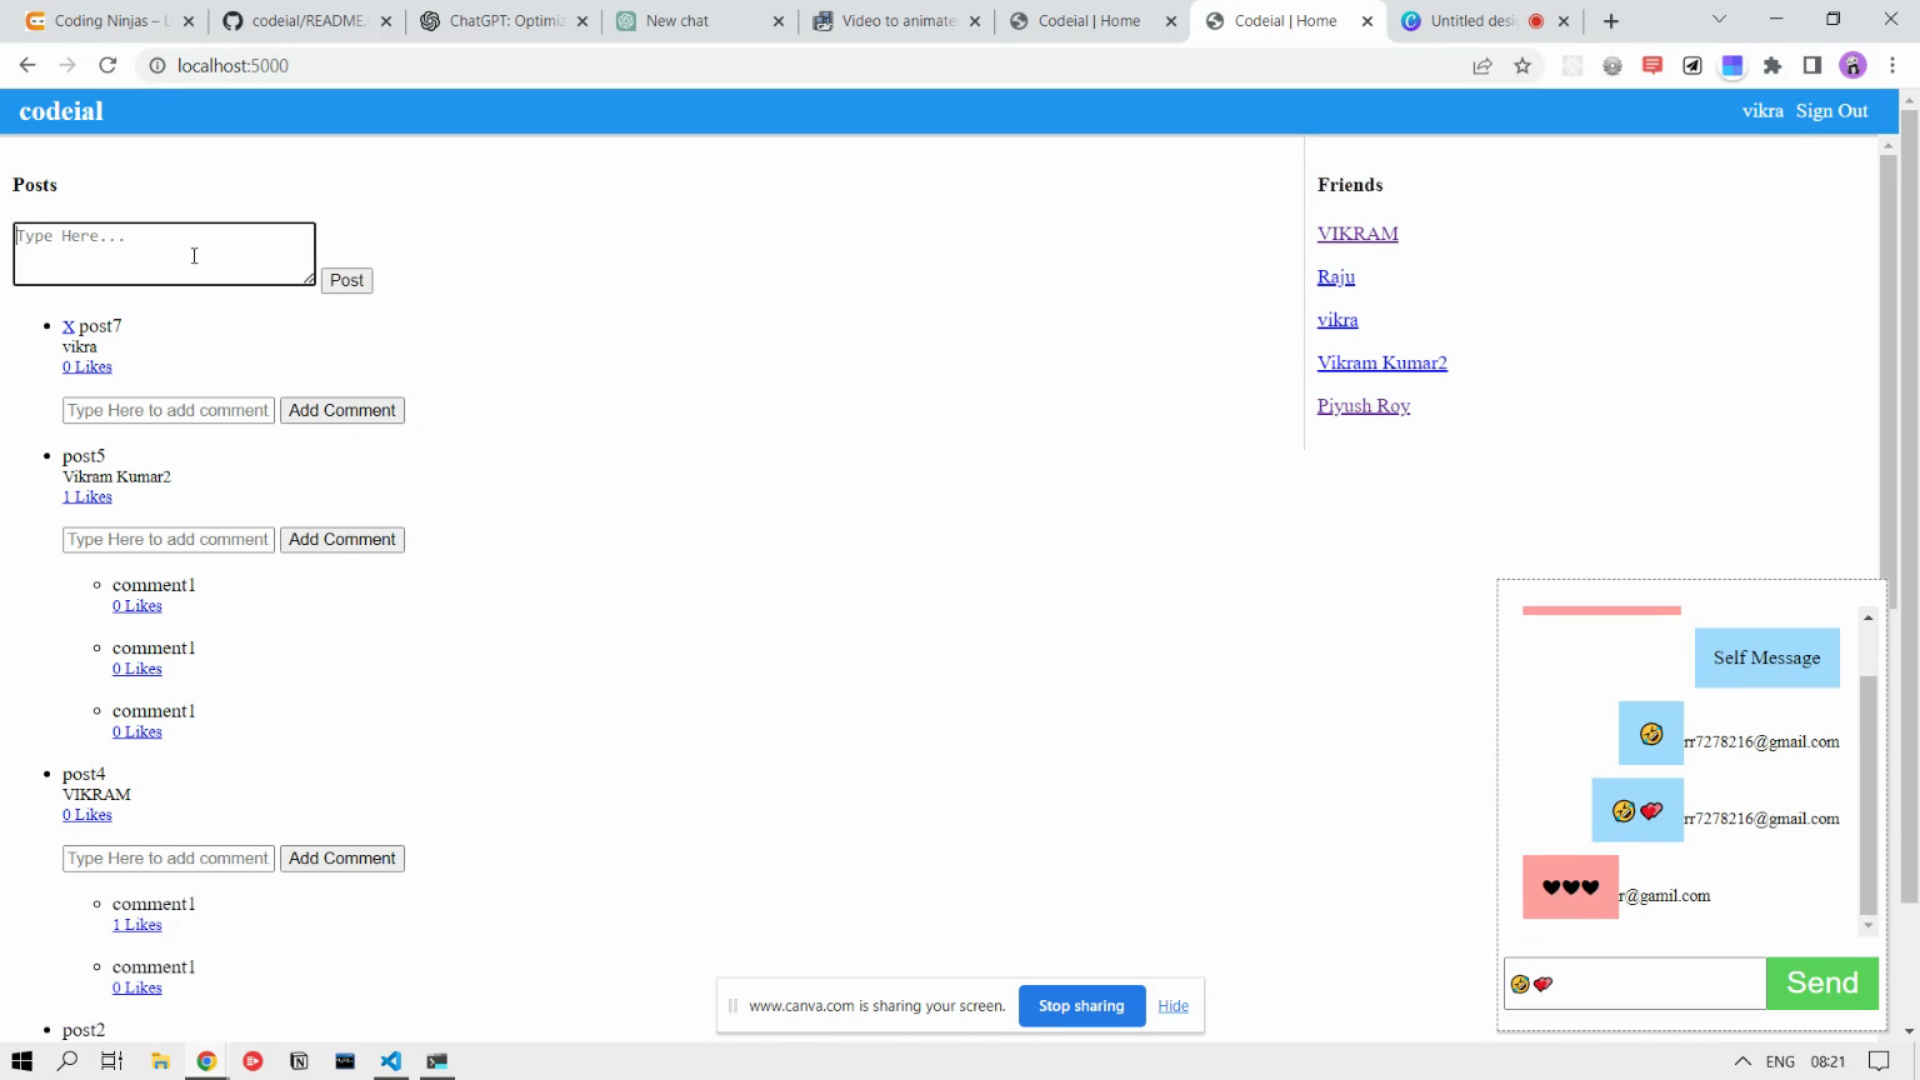 Coding Ninjas – L
codeial/README.
ChatGPT: Optimiz
New chat
Video to animate
Codeial | Home
Codeial | Home
Untitled desi
localhost:5000
codeial
vikra Sign Out
Posts
Type Here...
Post
X post7
vikra
0 Likes
Type Here to add comment
Add Comment
post5
Vikram Kumar2
1 Likes
Type Here to add comment
Add Comment
comment1
0 Likes
comment1
0 Likes
comment1
0 Likes
post4
VIKRAM
0 Likes
Type Here to add comment
Add Comment
comment1
1 Likes
comment1
0 Likes
post2
Friends
VIKRAM
Raju
vikra
Vikram Kumar2
Piyush Roy
Self Message
🤣 rr7278216@gmail.com
🤣💕 rr7278216@gmail.com
♥♥♥ r@gamil.com
🤣💕
Send
www.canva.com is sharing your screen.
Stop sharing
Hide
ENG 08:21